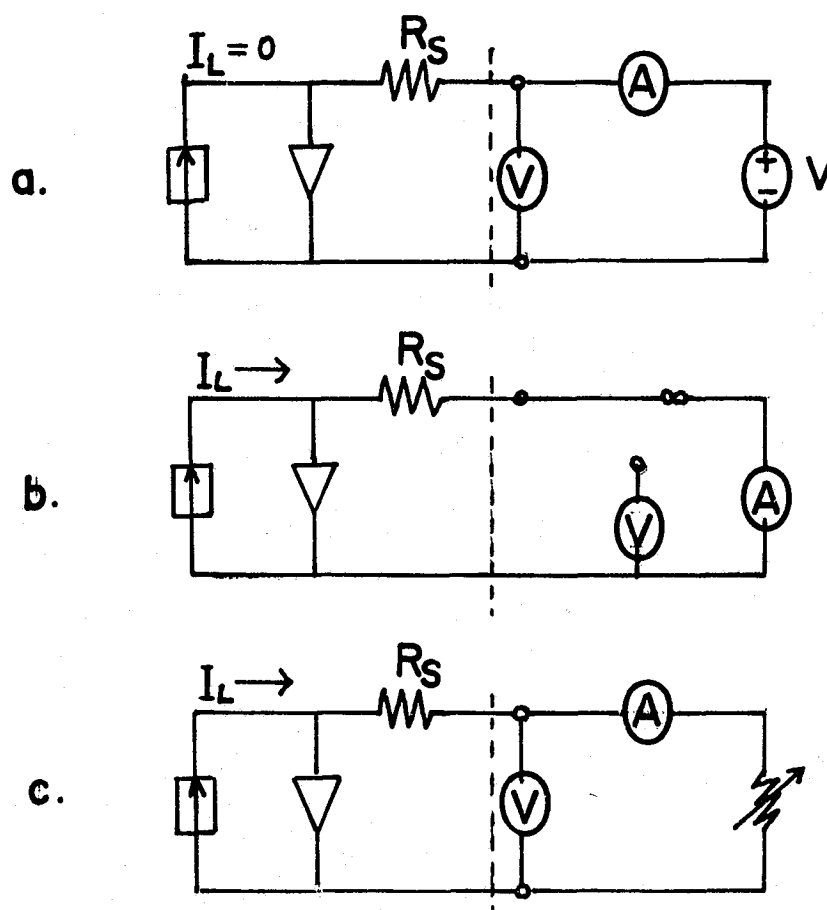 I_L = 0
R_S
A
a.
V
+
−
V
I_L →
R_S
b.
V
A
I_L →
R_S
A
c.
V